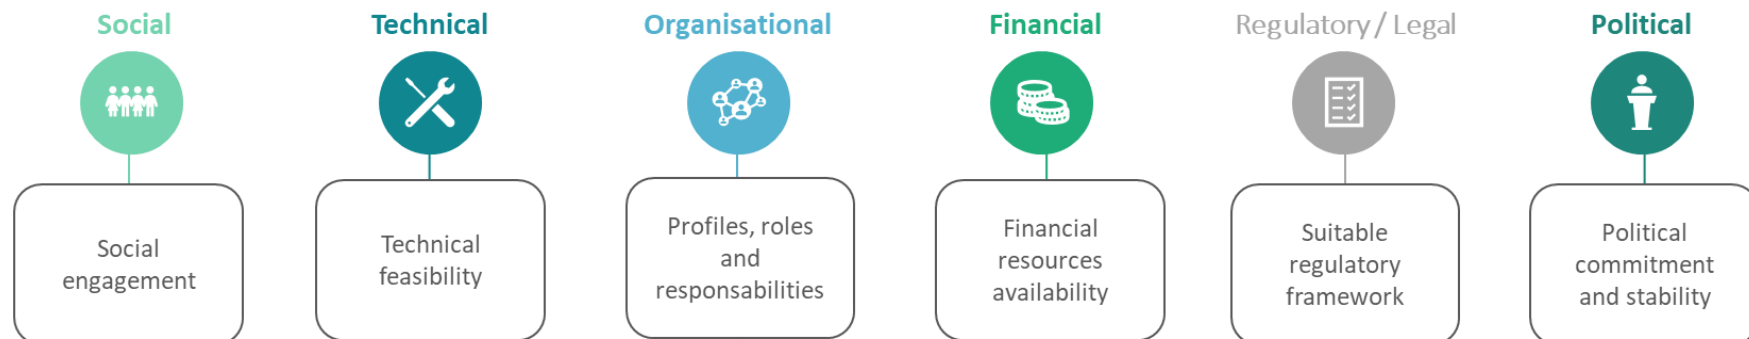 Social
Technical
Organisational
Financial
Regulatory / Legal
Political
Social
engagement
Technical
feasibility
Profiles, roles
and
responsabilities
Financial
resources
availability
Suitable
regulatory
framework
Political
commitment
and stability